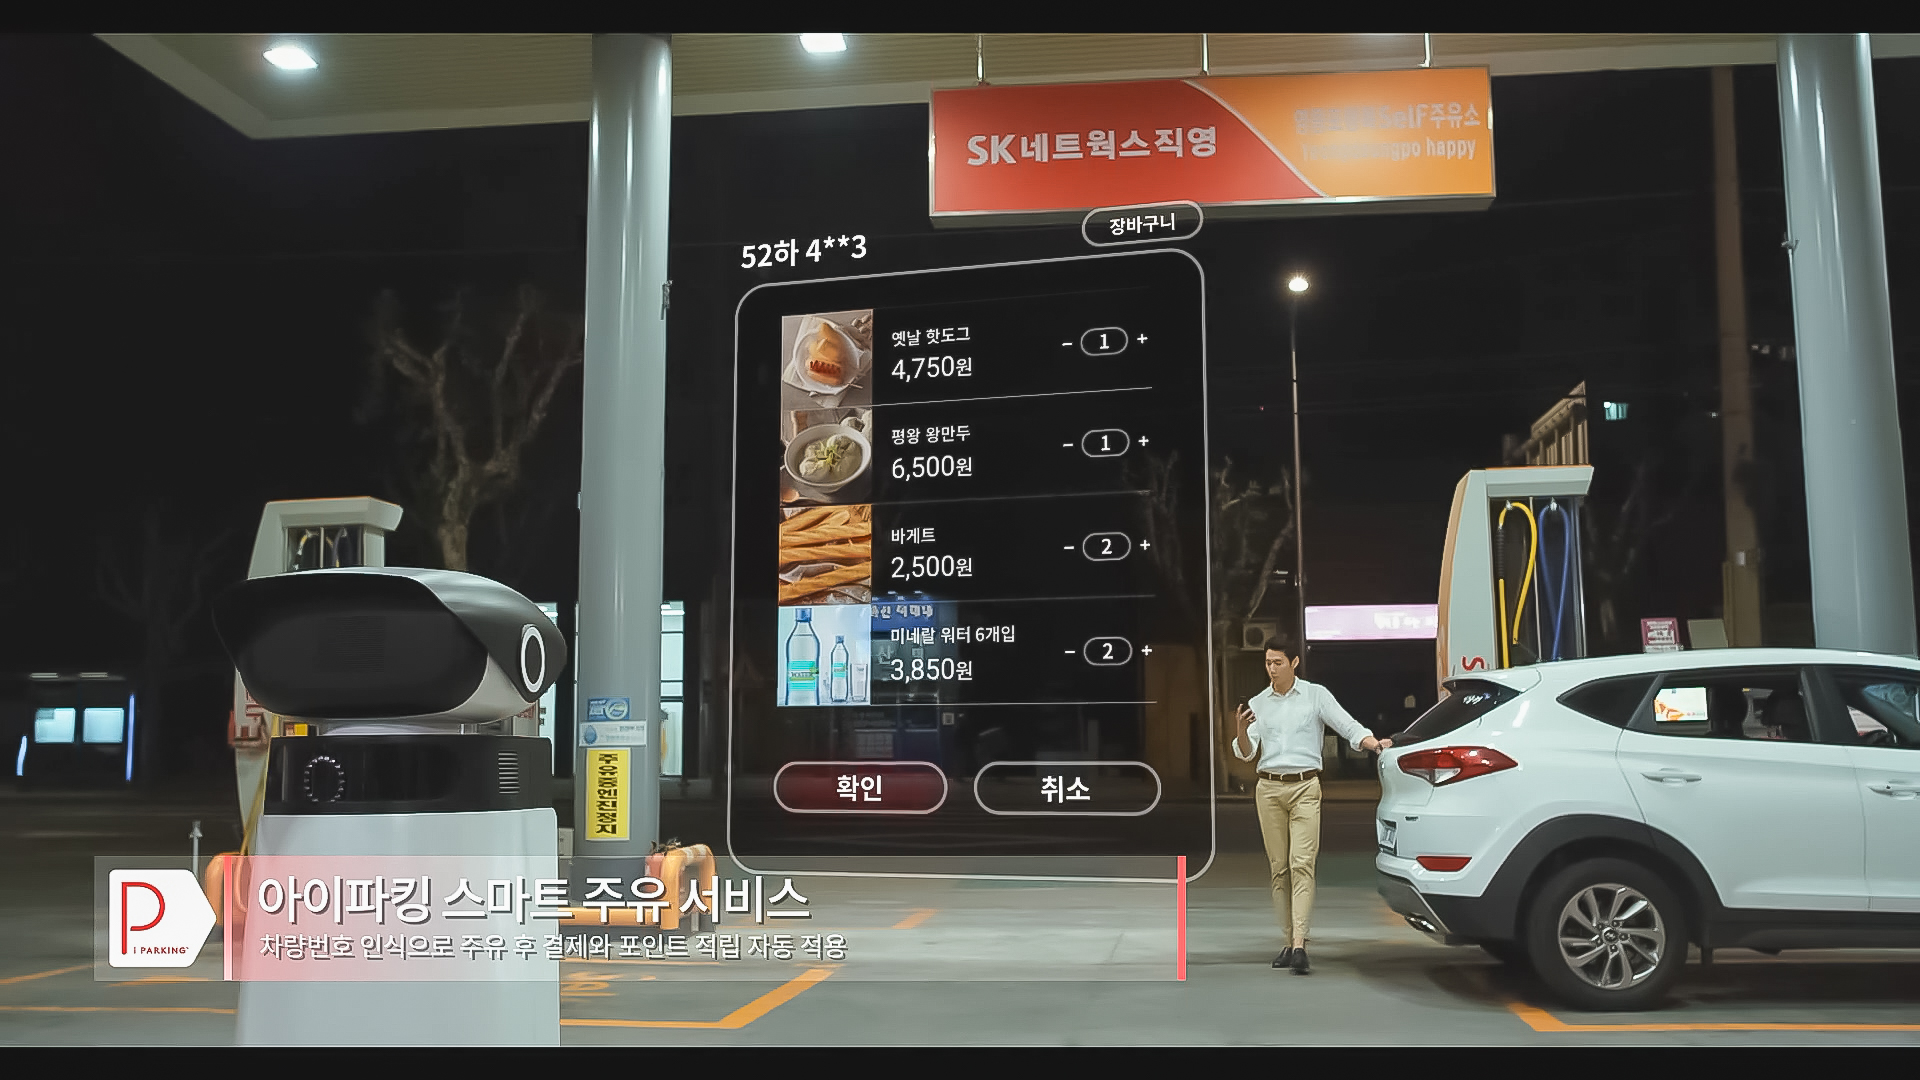 SK네트웍스직영
Self주유소
happy
장바구니
52하 4**3
옛날 핫도그
4,750원
- 1 +
평왕 왕만두
6,500원
- 1 +
바게트
2,500원
- 2 +
미네랄 워터 6개입
3,850원
- 2 +
확인
취소
주유중엔진정지
P
i PARKING
아이파킹 스마트 주유 서비스
차량번호 인식으로 주유 후 결제와 포인트 적립 자동 적용